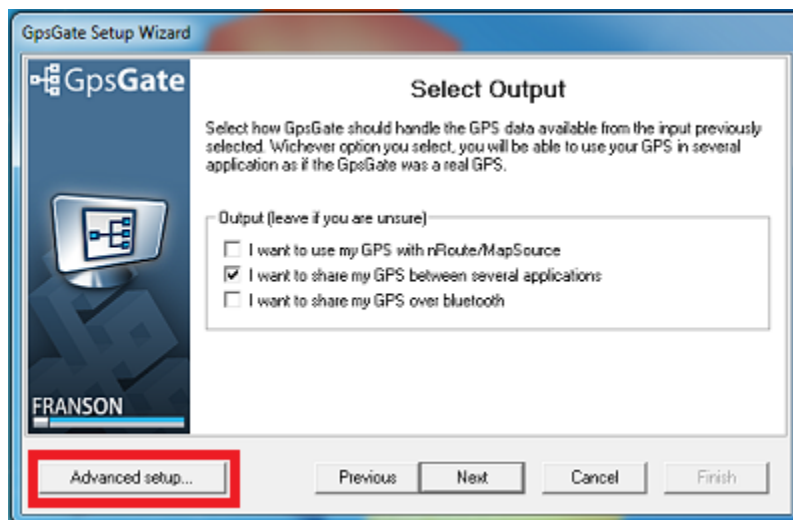 GpsGate Setup Wizard
GpsGate
Select Output
Select how GpsGate should handle the GPS data available from the input previously
selected. Wichever option you select, you will be able to use your GPS in several
application as if the GpsGate was a real GPS.
Output (leave if you are unsure)
I want to use my GPS with nRoute/MapSource
I want to share my GPS between several applications
I want to share my GPS over bluetooth
FRANSON
Advanced setup...
Previous
Next
Cancel
Finish